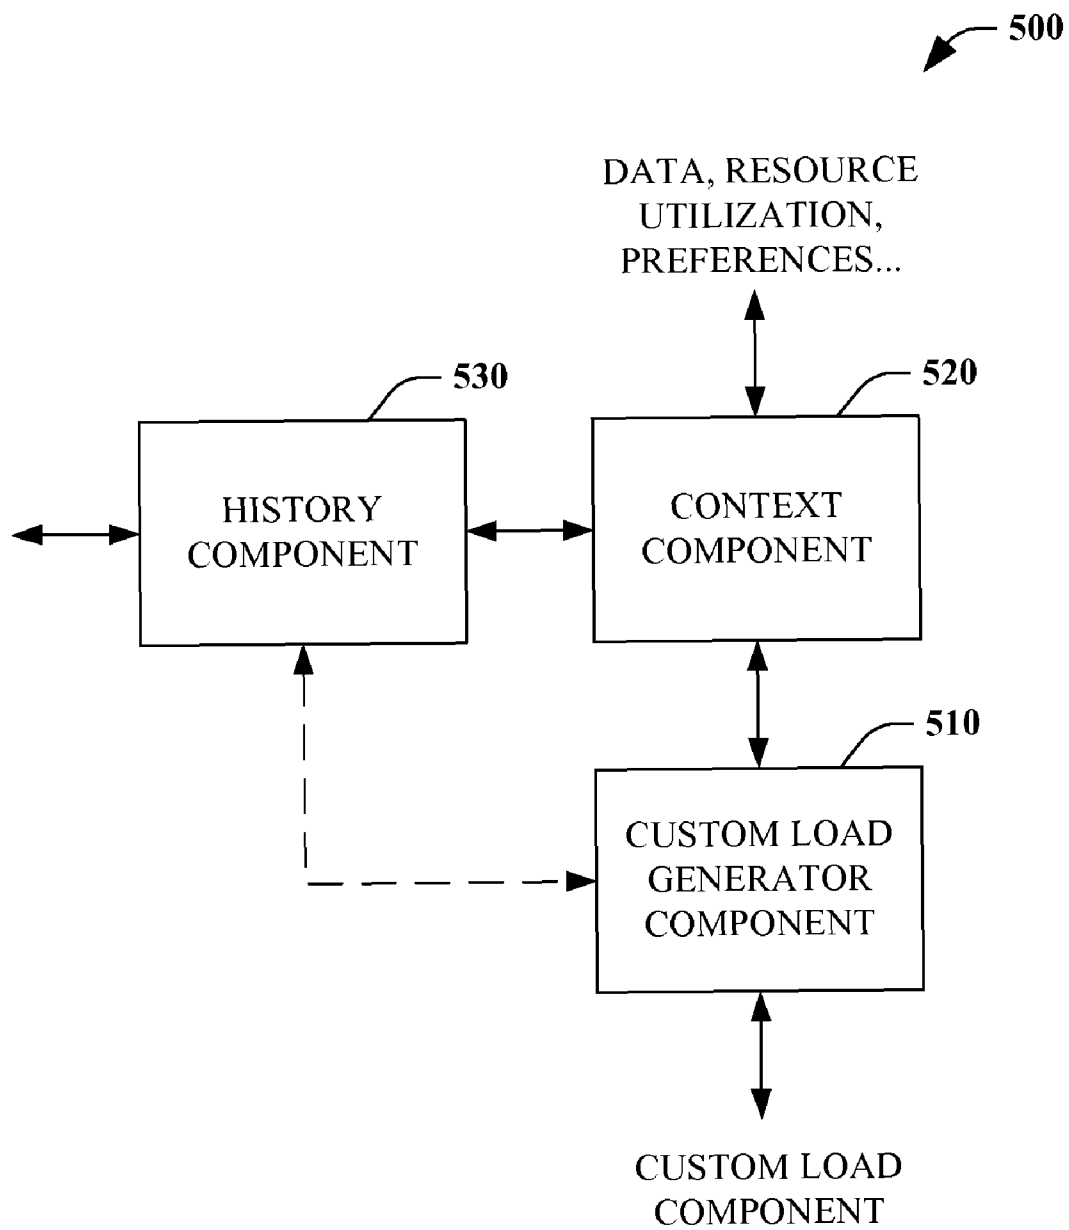 500
DATA, RESOURCE
UTILIZATION,
PREFERENCES...
530
520
HISTORY
COMPONENT
CONTEXT
COMPONENT
510
CUSTOM LOAD
GENERATOR
COMPONENT
CUSTOM LOAD
COMPONENT